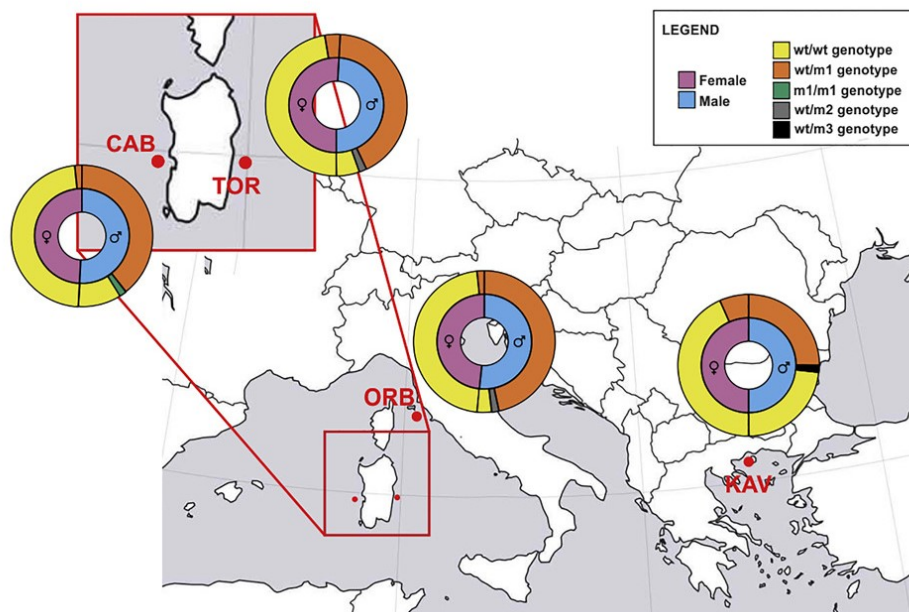 LEGEND
Female
Male
wt/wt genotype
wt/m1 genotype
m1/m1 genotype
wt/m2 genotype
wt/m3 genotype
CAB
TOR
♀
♂
♀
♂
♀
♂
♀
♂
ORB
KAV